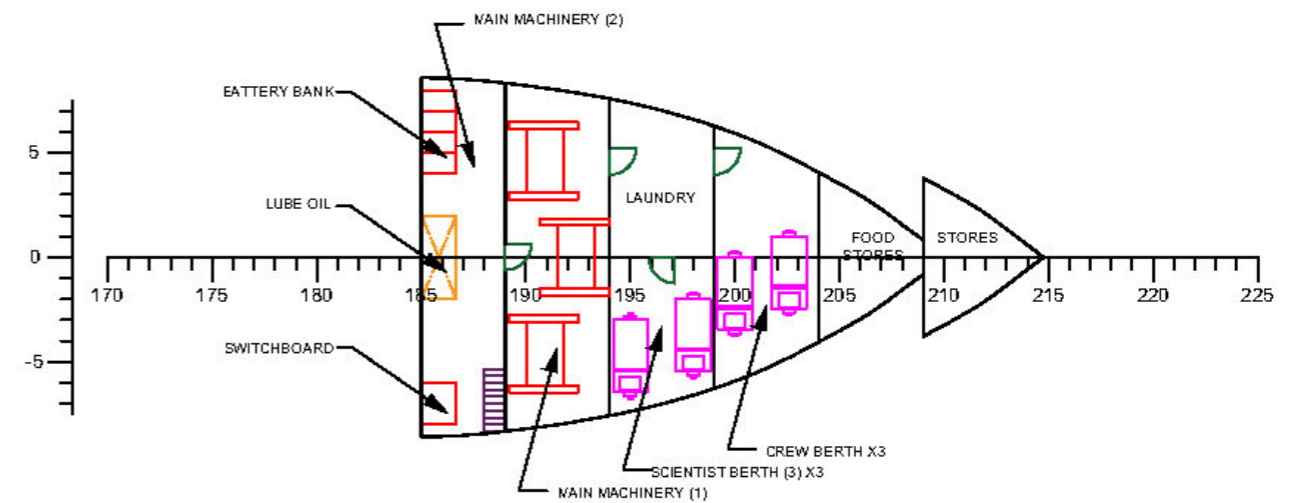 MAIN MACHINERY (2)
EATTERY BANK
5
LAUNDRY
LUBE OIL
FOOD
STORES
STORES
0
170 175 180 185 190 195 200 205 210 215 220 225
SWITCHBOARD
-5
CREW BERTH X3
SCIENTIST BERTH (3) X3
MAIN MACHINERY (1)